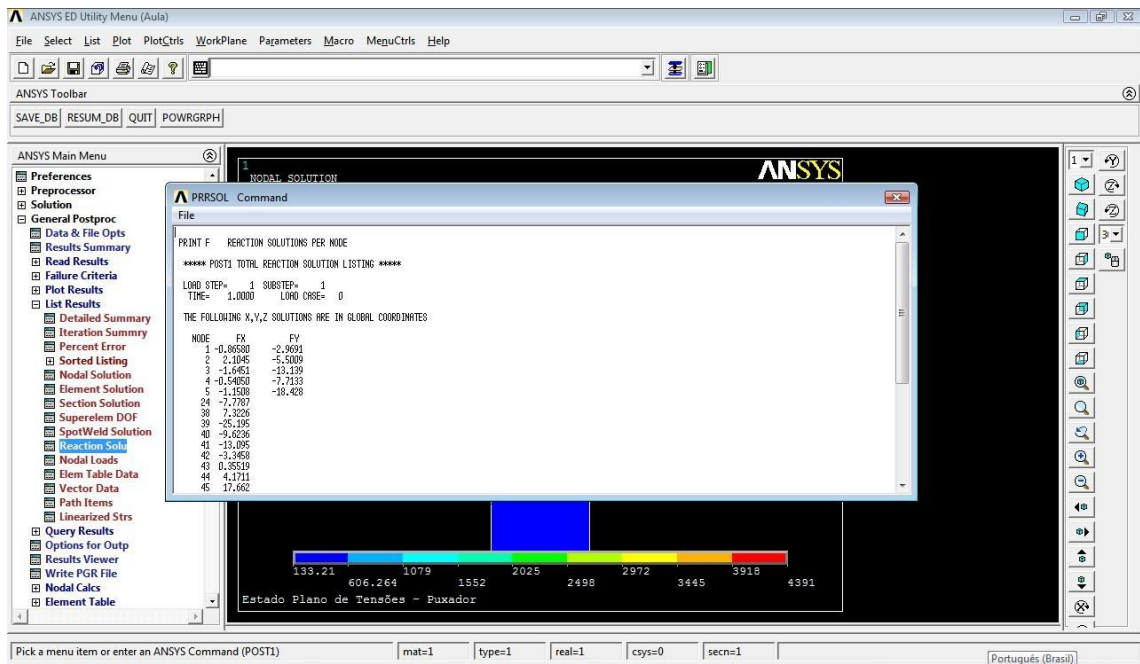 ANSYS ED Utility Menu (Aula)
File Select List Plot PlotCtrls WorkPlane Parameters Macro MenuCtrls Help
ANSYS Toolbar
SAVE_DB RESUM_DB QUIT POWRGRPH
ANSYS Main Menu
Preferences
Preprocessor
Solution
General Postproc
Data & File Opts
Results Summary
Read Results
Failure Criteria
Plot Results
List Results
Detailed Summary
Iteration Summry
Percent Error
Sorted Listing
Nodal Solution
Element Solution
Section Solution
Superelem DOF
SpotWeld Solution
Reaction Solu
Nodal Loads
Elem Table Data
Vector Data
Path Items
Linearized Strs
Query Results
Options for Outp
Results Viewer
Write PGR File
Nodal Calcs
Element Table
1
NODAL SOLUTION
ANSYS
PRRSOL Command
File
PRINT F REACTION SOLUTIONS PER NODE
***** POST1 TOTAL REACTION SOLUTION LISTING *****
LOAD STEP= 1 SUBSTEP= 1
TIME= 1.0000 LOAD CASE= 0
THE FOLLOWING X,Y,Z SOLUTIONS ARE IN GLOBAL COORDINATES
NODE FX FY
1 -0.86580 -2.9691
2 2.1045 -5.5009
3 -1.6451 -13.139
4 -0.54050 -7.7133
5 -1.1508 -18.428
24 -7.7787
38 7.3226
39 -25.195
40 -9.6236
41 -13.095
42 -3.3458
43 0.35519
44 4.1711
45 17.662
133.21 1079 2025 2972 3918
606.264 1552 2498 3445 4391
Estado Plano de Tensões - Puxador
1
3
Pick a menu item or enter an ANSYS Command (POST1) mat=1 type=1 real=1 csys=0 secn=1
Português (Brasil)